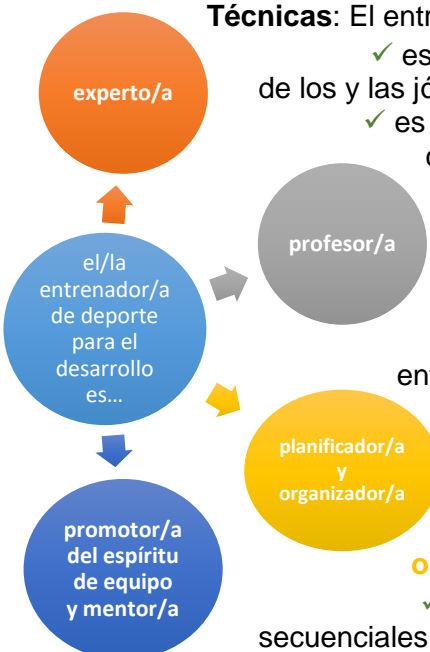 Técnicas: El entr
✓ es
de los y las jó
✓ es
experto/a
profesor/a
el/la
entrenador/a
de deporte
para el
desarrollo
es...
planificador/a
y
organizador/a
promotor/a
del espíritu
de equipo
y mentor/a
✓
secuenciales